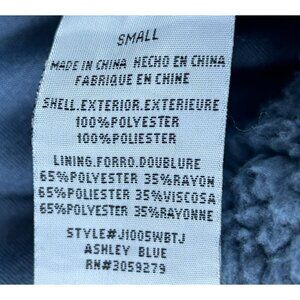 SMALL
MADE IN CHINA HECHO EN CHINA
FABRIQUE EN CHINE
SHELL.EXTERIOR.EXTERIEURE
100%POLYESTER
100%POLIESTER
LINING.FORRO.DOUBLURE
65%POLYESTER 35%RAYON
65%POLIESTER 35%VISCOSA
65%POLYESTER 35%RAYONNE
STYLE#J1005WBTJ
ASHLEY BLUE
RN#3059279